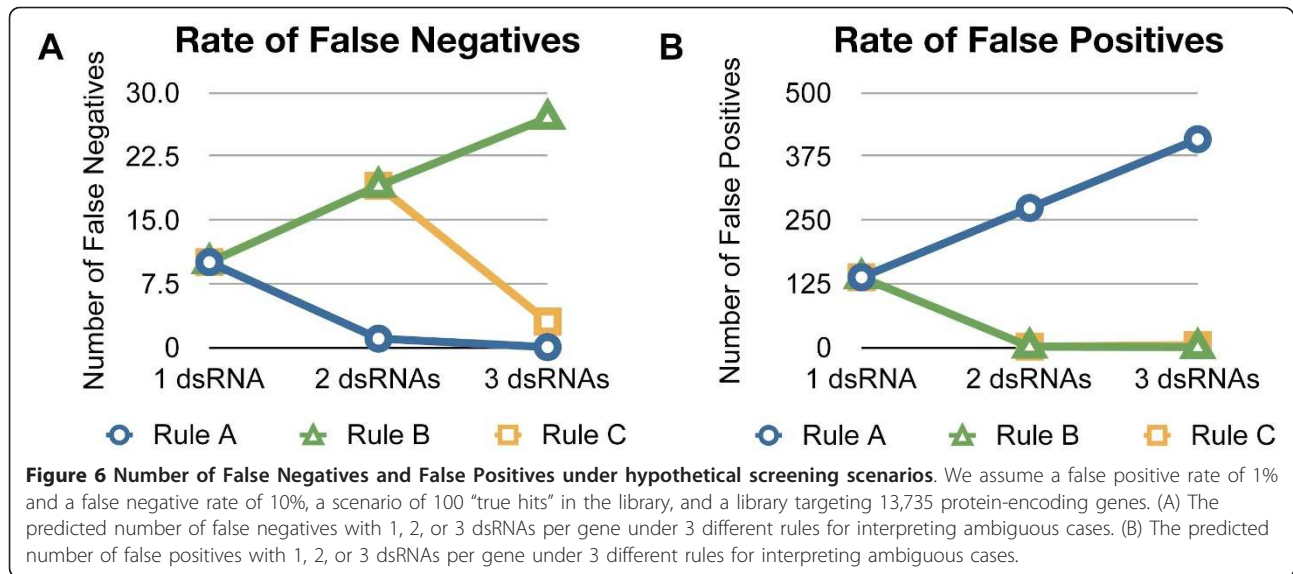 A
Rate of False Negatives
Number of False Negatives
30.0
22.5
15.0
7.5
0
1 dsRNA 2 dsRNAs 3 dsRNAs
Rule A Rule B Rule C
B
Rate of False Positives
Number of False Positives
500
375
250
125
0
1 dsRNA 2 dsRNAs 3 dsRNAs
Rule A Rule B Rule C
Figure 6 Number of False Negatives and False Positives under hypothetical screening scenarios. We assume a false positive rate of 1%
and a false negative rate of 10%, a scenario of 100 “true hits” in the library, and a library targeting 13,735 protein-encoding genes. (A) The
predicted number of false negatives with 1, 2, or 3 dsRNAs per gene under 3 different rules for interpreting ambiguous cases. (B) The predicted
number of false positives with 1, 2, or 3 dsRNAs per gene under 3 different rules for interpreting ambiguous cases.